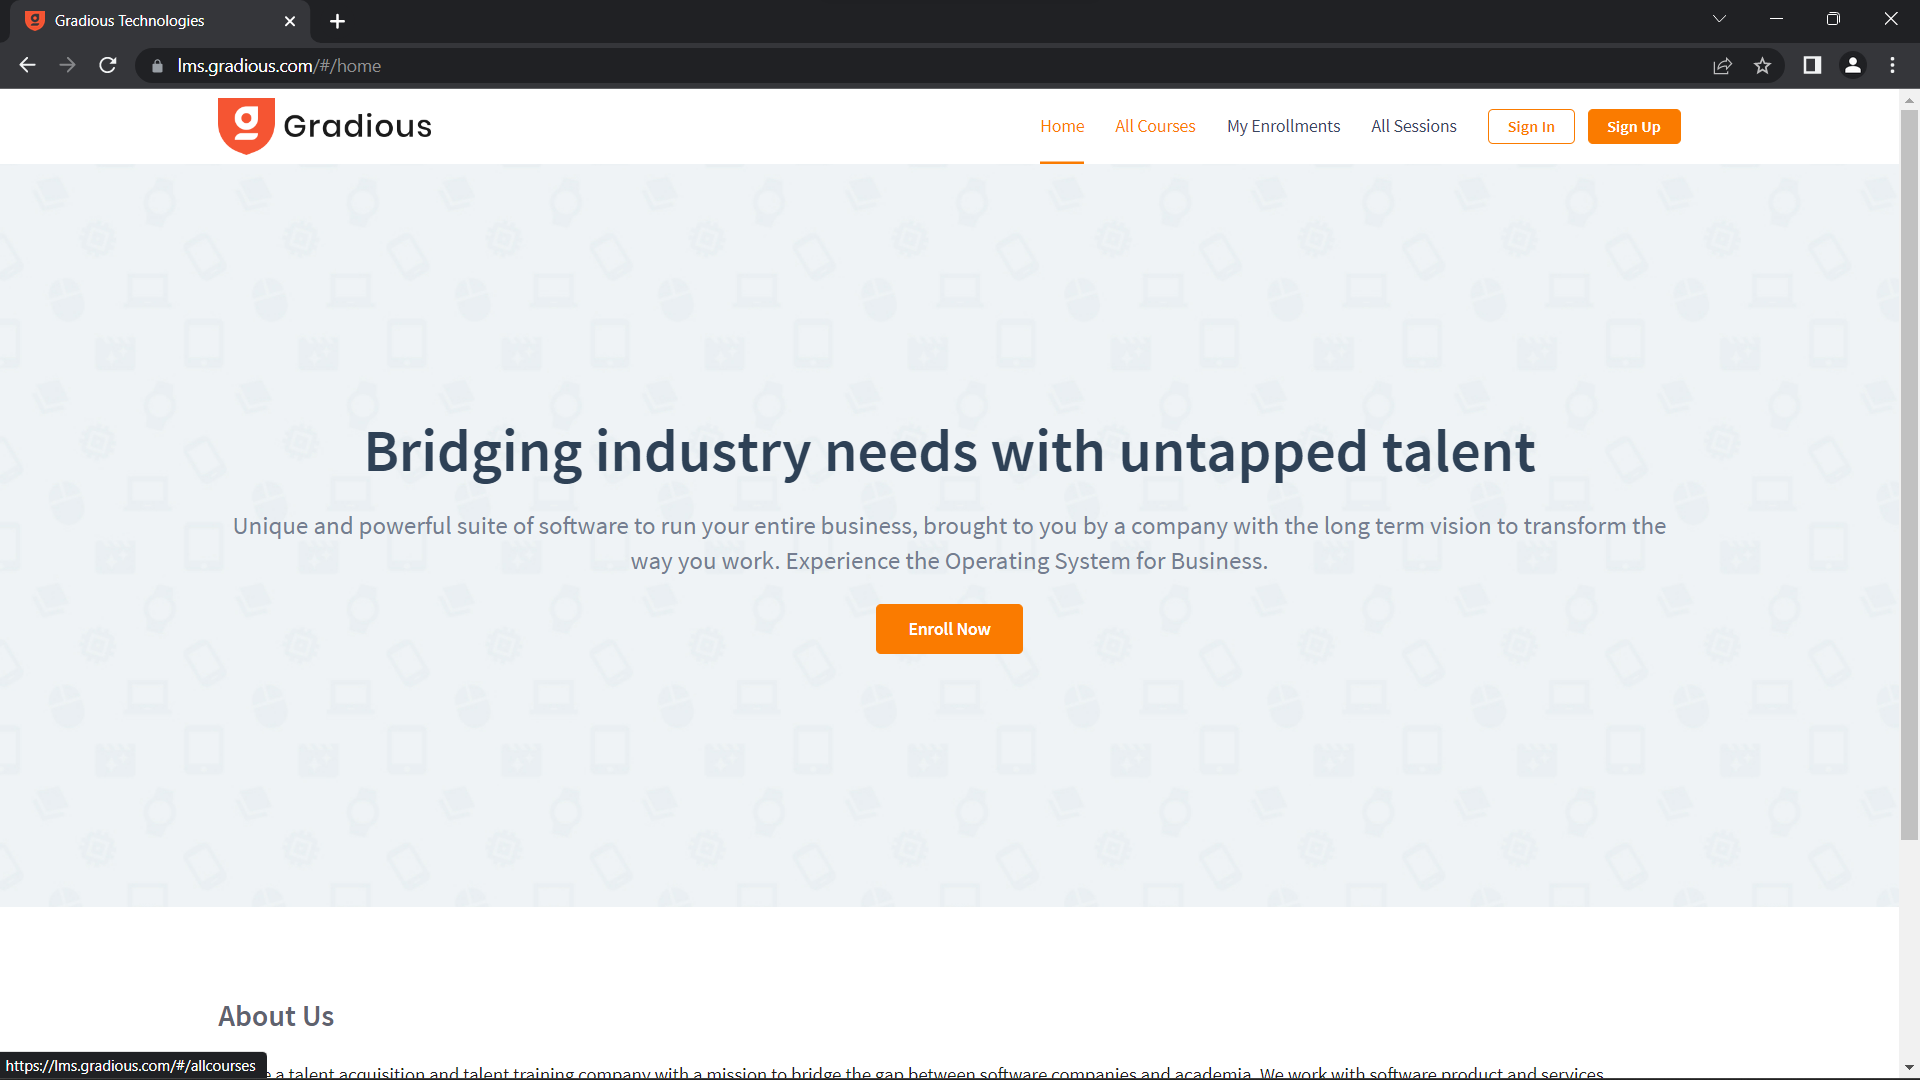 Gradious Technologies
lms.gradious.com/#/home
Gradious
Home
All Courses
My Enrollments
All Sessions
Sign In
Sign Up
Bridging industry needs with untapped talent
Unique and powerful suite of software to run your entire business, brought to you by a company with the long term vision to transform the
way you work. Experience the Operating System for Business.
Enroll Now
About Us
a talent acquisition and talent training company with a mission to bridge the gap between software companies and academia. We work with software product and services
https://lms.gradious.com/#/allcourses